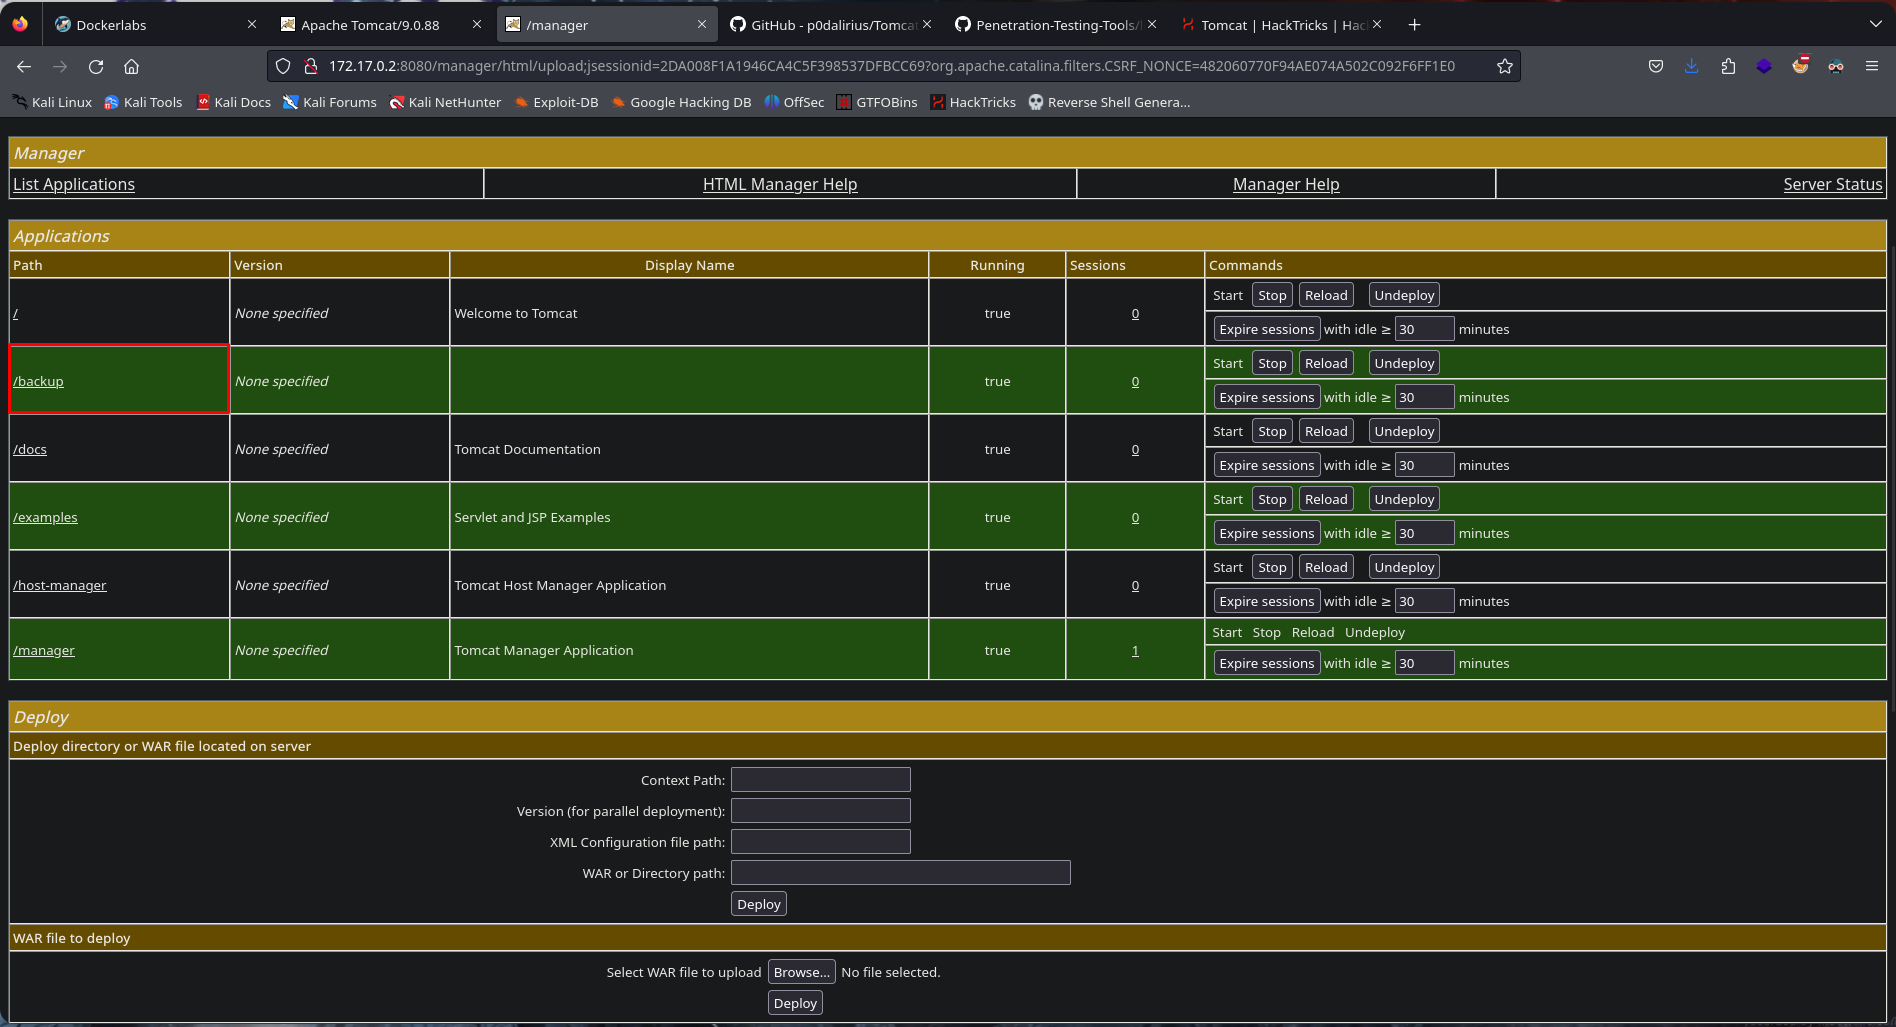 Dockerlabs
Apache Tomcat/9.0.88
/manager
GitHub - p0dalirius/Tomcat
Penetration-Testing-Tools/
Tomcat | HackTricks | Hac
172.17.0.2:8080/manager/html/upload;jsessionid=2DA008F1A1946CA4C5F398537DFBCC69?org.apache.catalina.filters.CSRF_NONCE=482060770F94AE074A502C092F6FF1E0
Kali Linux Kali Tools Kali Docs Kali Forums Kali NetHunter Exploit-DB Google Hacking DB OffSec GTFOBins HackTricks Reverse Shell Genera...
Manager
List Applications HTML Manager Help Manager Help Server Status
Applications
Path Version Display Name Running Sessions Commands
/ None specified Welcome to Tomcat true 0
Start Stop Reload Undeploy
Expire sessions with idle ≥ 30 minutes
/backup None specified true 0
Start Stop Reload Undeploy
Expire sessions with idle ≥ 30 minutes
/docs None specified Tomcat Documentation true 0
Start Stop Reload Undeploy
Expire sessions with idle ≥ 30 minutes
/examples None specified Servlet and JSP Examples true 0
Start Stop Reload Undeploy
Expire sessions with idle ≥ 30 minutes
/host-manager None specified Tomcat Host Manager Application true 0
Start Stop Reload Undeploy
Expire sessions with idle ≥ 30 minutes
/manager None specified Tomcat Manager Application true 1
Start Stop Reload Undeploy
Expire sessions with idle ≥ 30 minutes
Deploy
Deploy directory or WAR file located on server
Context Path:
Version (for parallel deployment):
XML Configuration file path:
WAR or Directory path:
Deploy
WAR file to deploy
Select WAR file to upload Browse... No file selected.
Deploy